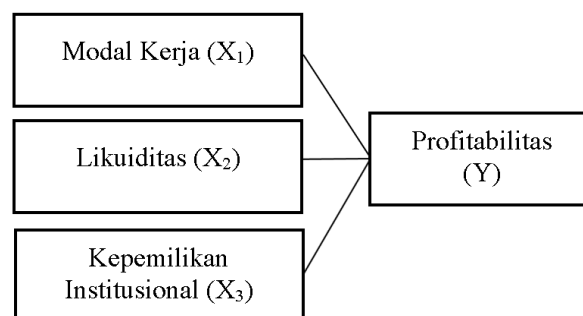 Modal Kerja (X₁)
Likuiditas (X₂)
Profitabilitas
(Y)
Kepemilikan
Institusional (X₃)